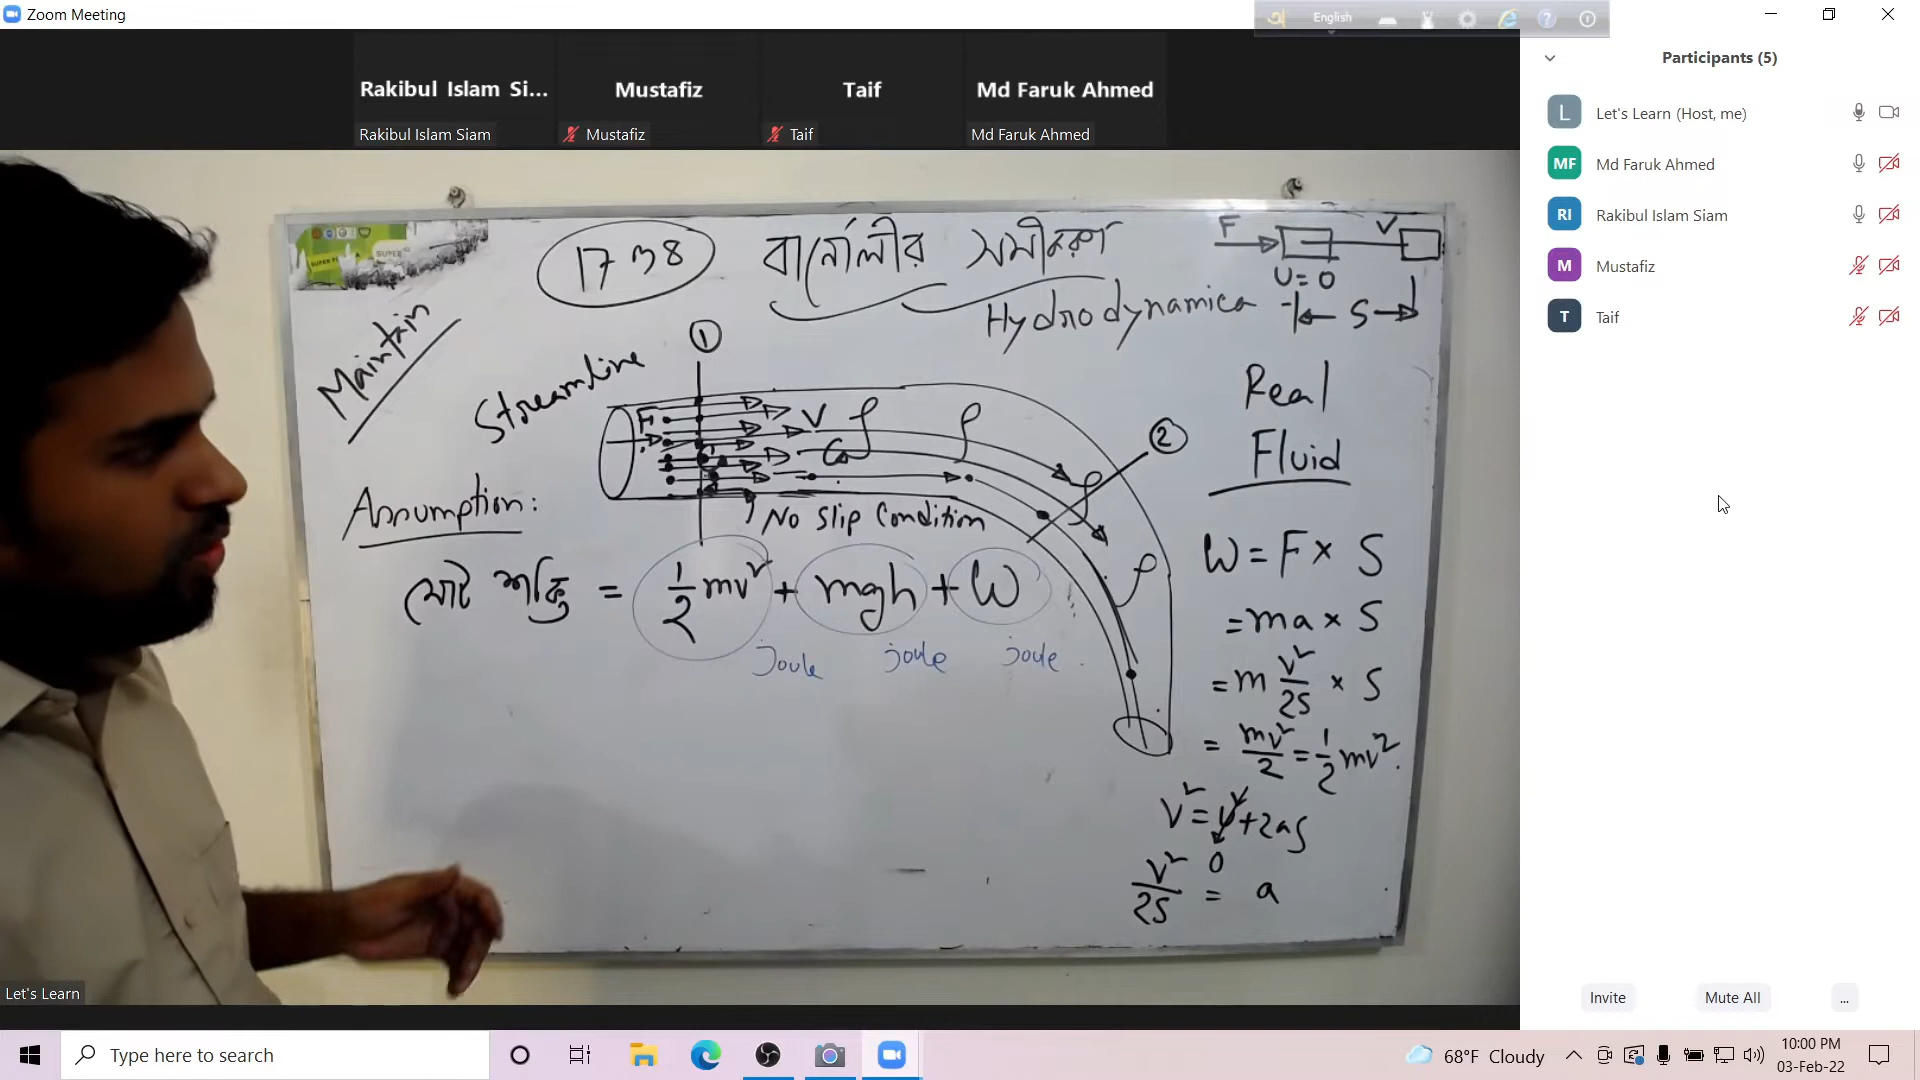 Zoom Meeting
English
Rakibul Islam Si...
Mustafiz
Taif
Md Faruk Ahmed
Rakibul Islam Siam
Mustafiz
Taif
Md Faruk Ahmed
Participants (5)
L Let's Learn (Host, me)
MF Md Faruk Ahmed
RI Rakibul Islam Siam
M Mustafiz
T Taif
1738
বার্নোলীর সমীকরণ
Hydrodynamica
F V
U = 0
S
Maintain
Streamline
1
F V ρ ρ
2
ρ
ρ
No Slip Condition
Assumption:
মোট শক্তি = 1/2 mv² + mgh + W
Joule joule joule
Real
Fluid
W = F × S
= ma × S
= m v²/2S × S
= mv²/2 = 1/2 mv²
v² = u² + 2as
0
v²/2S = a
Let's Learn
Invite
Mute All
...
Type here to search
68°F Cloudy
10:00 PM
03-Feb-22